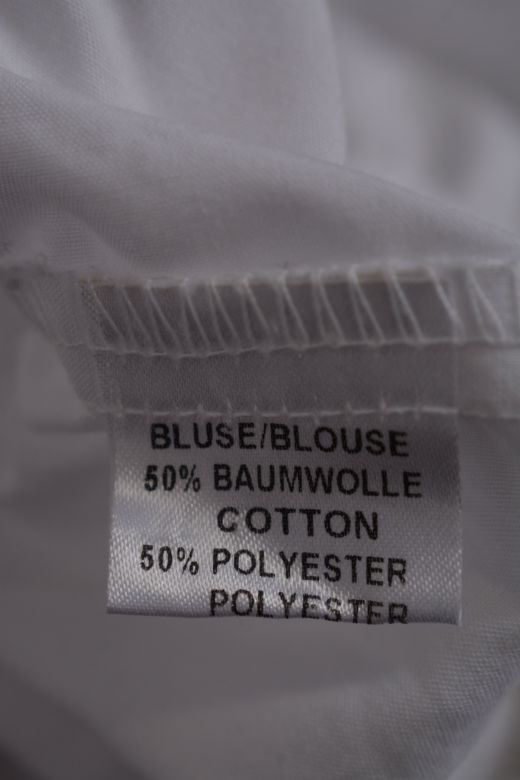 BLUSE/BLOUSE
50% BAUMWOLLE
COTTON
50% POLYESTER
POLYESTER